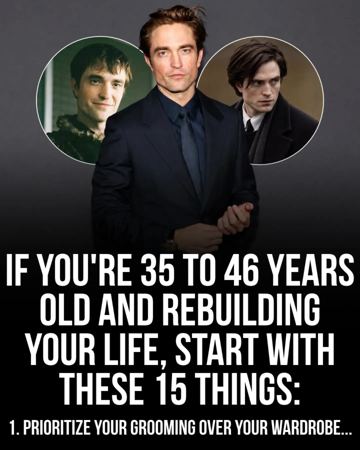 IF YOU'RE 35 TO 46 YEARS
OLD AND REBUILDING
YOUR LIFE, START WITH
THESE 15 THINGS:
1. PRIORITIZE YOUR GROOMING OVER YOUR WARDROBE...